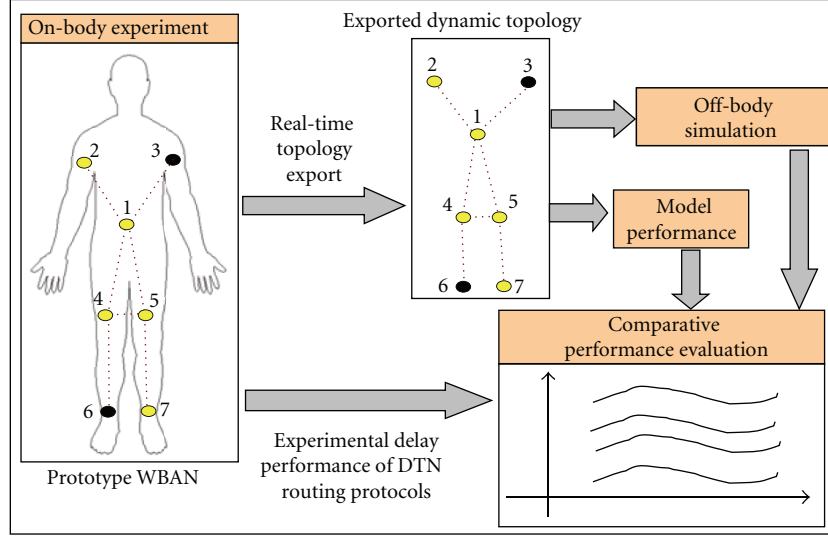 On-body experiment
2
3
1
4
5
6
7
Prototype WBAN
Real-time
topology
export
Exported dynamic topology
2
3
1
4
5
6
7
Off-body
simulation
Model
performance
Comparative
performance evaluation
Experimental delay
performance of DTN
routing protocols